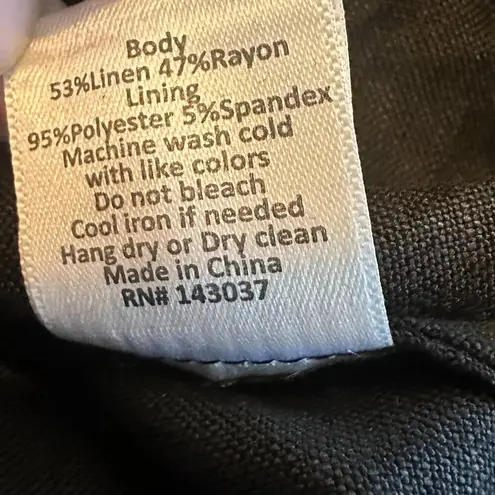 Body
53%Linen 47%Rayon
Lining
95%Polyester 5%Spandex
Machine wash cold
with like colors
Do not bleach
Cool iron if needed
Hang dry or Dry clean
Made in China
RN# 143037